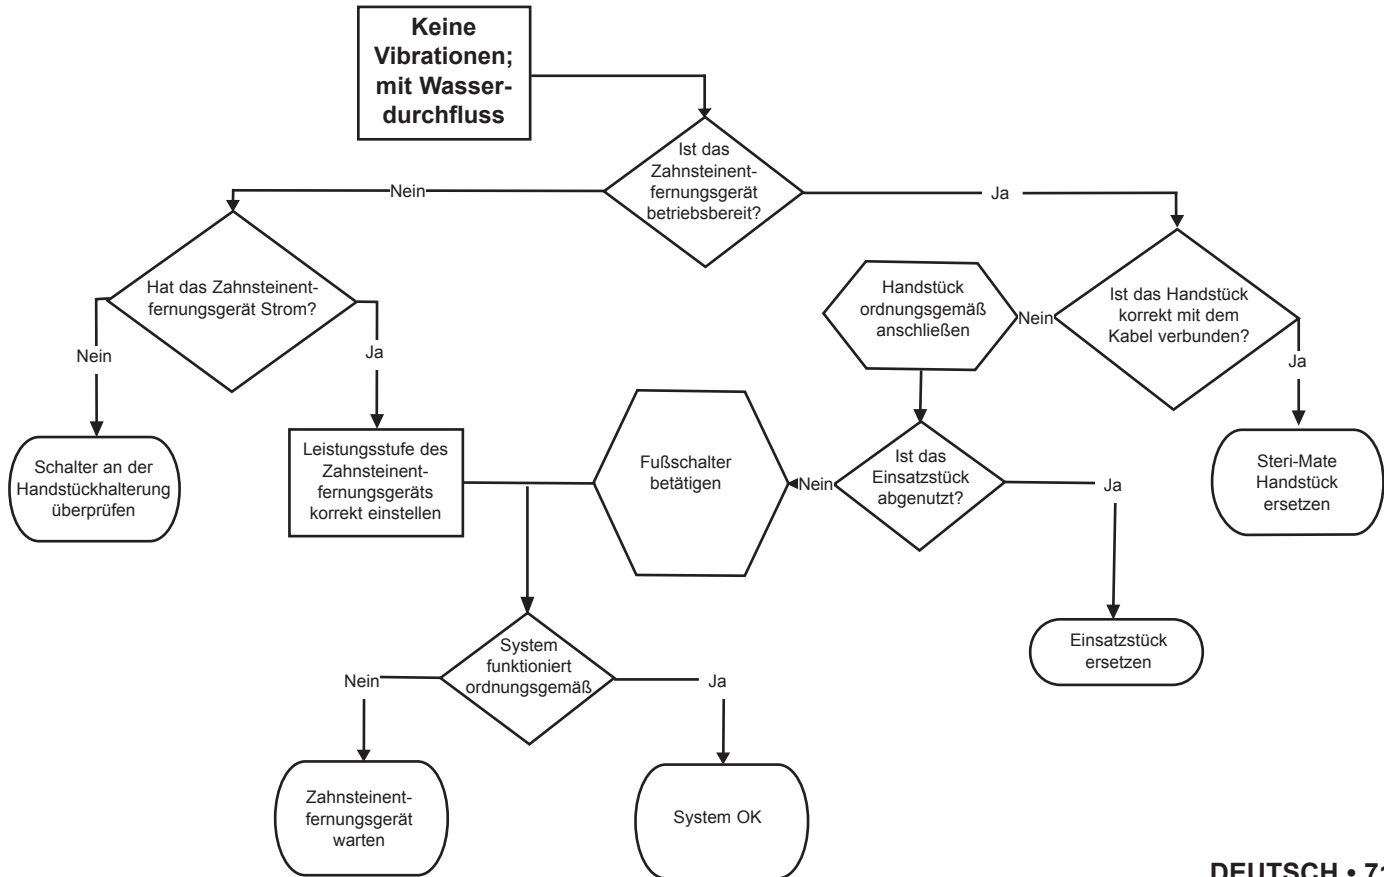 Keine
Vibrationen;
mit Wasser-
durchfluss
Ist das
Zahnsteinent-
fernungsgerät
betriebsbereit?
Nein
Ja
Hat das Zahnsteinent-
fernungsgerät Strom?
Handstück
ordnungsgemäß
anschließen
Nein
Ist das Handstück
korrekt mit dem
Kabel verbunden?
Nein
Ja
Ja
Schalter an der
Handstückhalterung
überprüfen
Leistungsstufe des
Zahnsteinent-
fernungsgeräts
korrekt einstellen
Fußschalter
betätigen
Nein
Ist das
Einsatzstück
abgenutzt?
Ja
Steri-Mate
Handstück
ersetzen
Einsatzstück
ersetzen
System
funktioniert
ordnungsgemäß
Nein
Ja
Zahnsteinent-
fernungsgerät
warten
System OK
DEUTSCH • 71